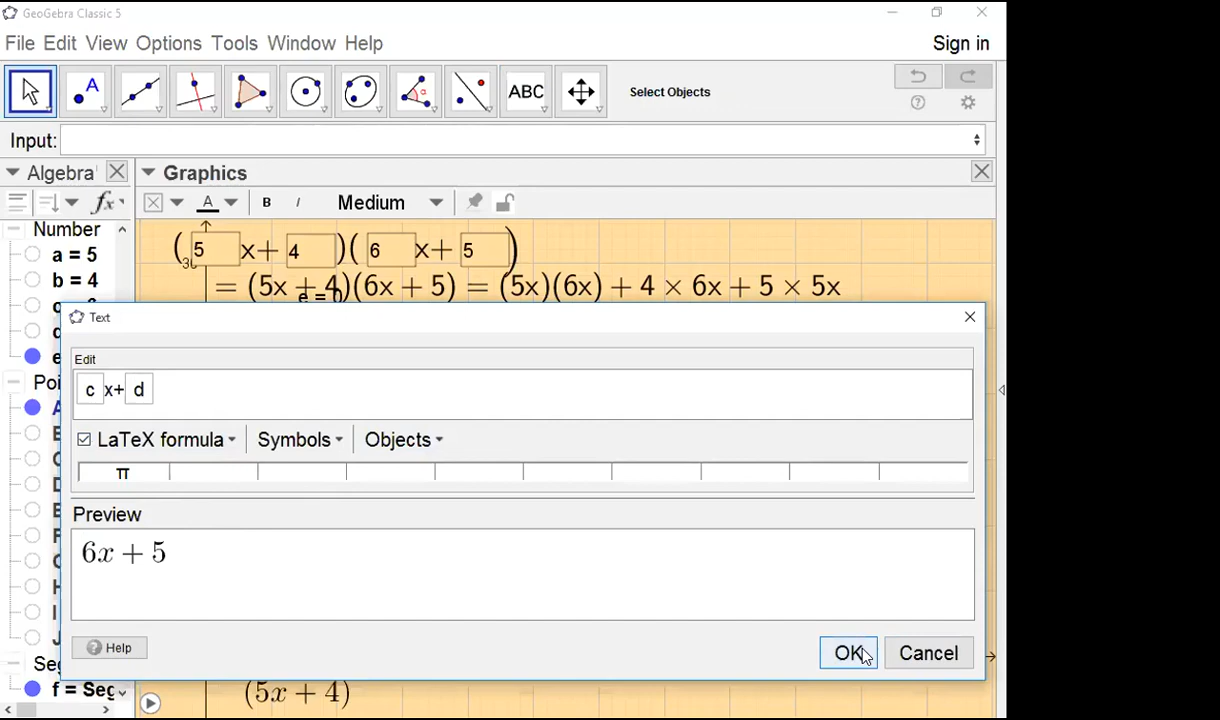 GeoGebra Classic 5
File Edit View Options Tools Window Help
Sign in
A
ABC
Select Objects
Input:
Algebra
Graphics
A B I Medium
Number
a = 5
b = 4
( 5 x+ 4 )( 6 x+ 5 )
= (5x + 4)(6x + 5) = (5x)(6x) + 4 × 6x + 5 × 5x
Text
Edit
c x+ d
LaTeX formula Symbols Objects
π
Preview
6x + 5
Help
OK Cancel
f = Seg
(5x + 4)